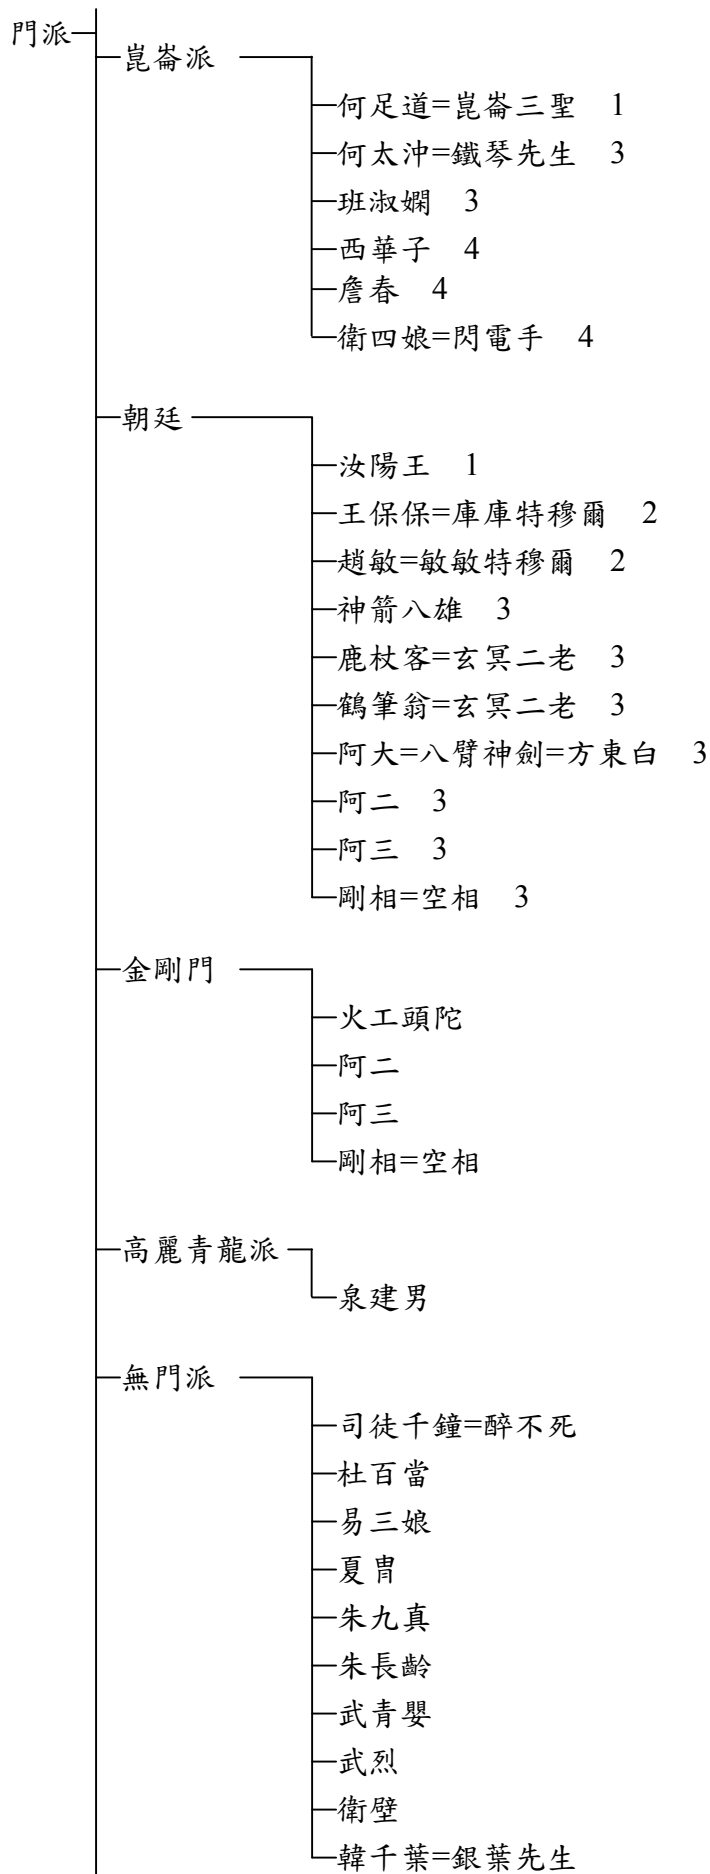 門派
崑崙派
何足道=崑崙三聖 1
何太沖=鐵琴先生 3
班淑嫻 3
西華子 4
詹春 4
衛四娘=閃電手 4
朝廷
汝陽王 1
王保保=庫庫特穆爾 2
趙敏=敏敏特穆爾 2
神箭八雄 3
鹿杖客=玄冥二老 3
鶴筆翁=玄冥二老 3
阿大=八臂神劍=方東白 3
阿二 3
阿三 3
剛相=空相 3
金剛門
火工頭陀
阿二
阿三
剛相=空相
高麗青龍派
泉建男
無門派
司徒千鐘=醉不死
杜百當
易三娘
夏冑
朱九真
朱長齡
武青嬰
武烈
衛壁
韓千葉=銀葉先生